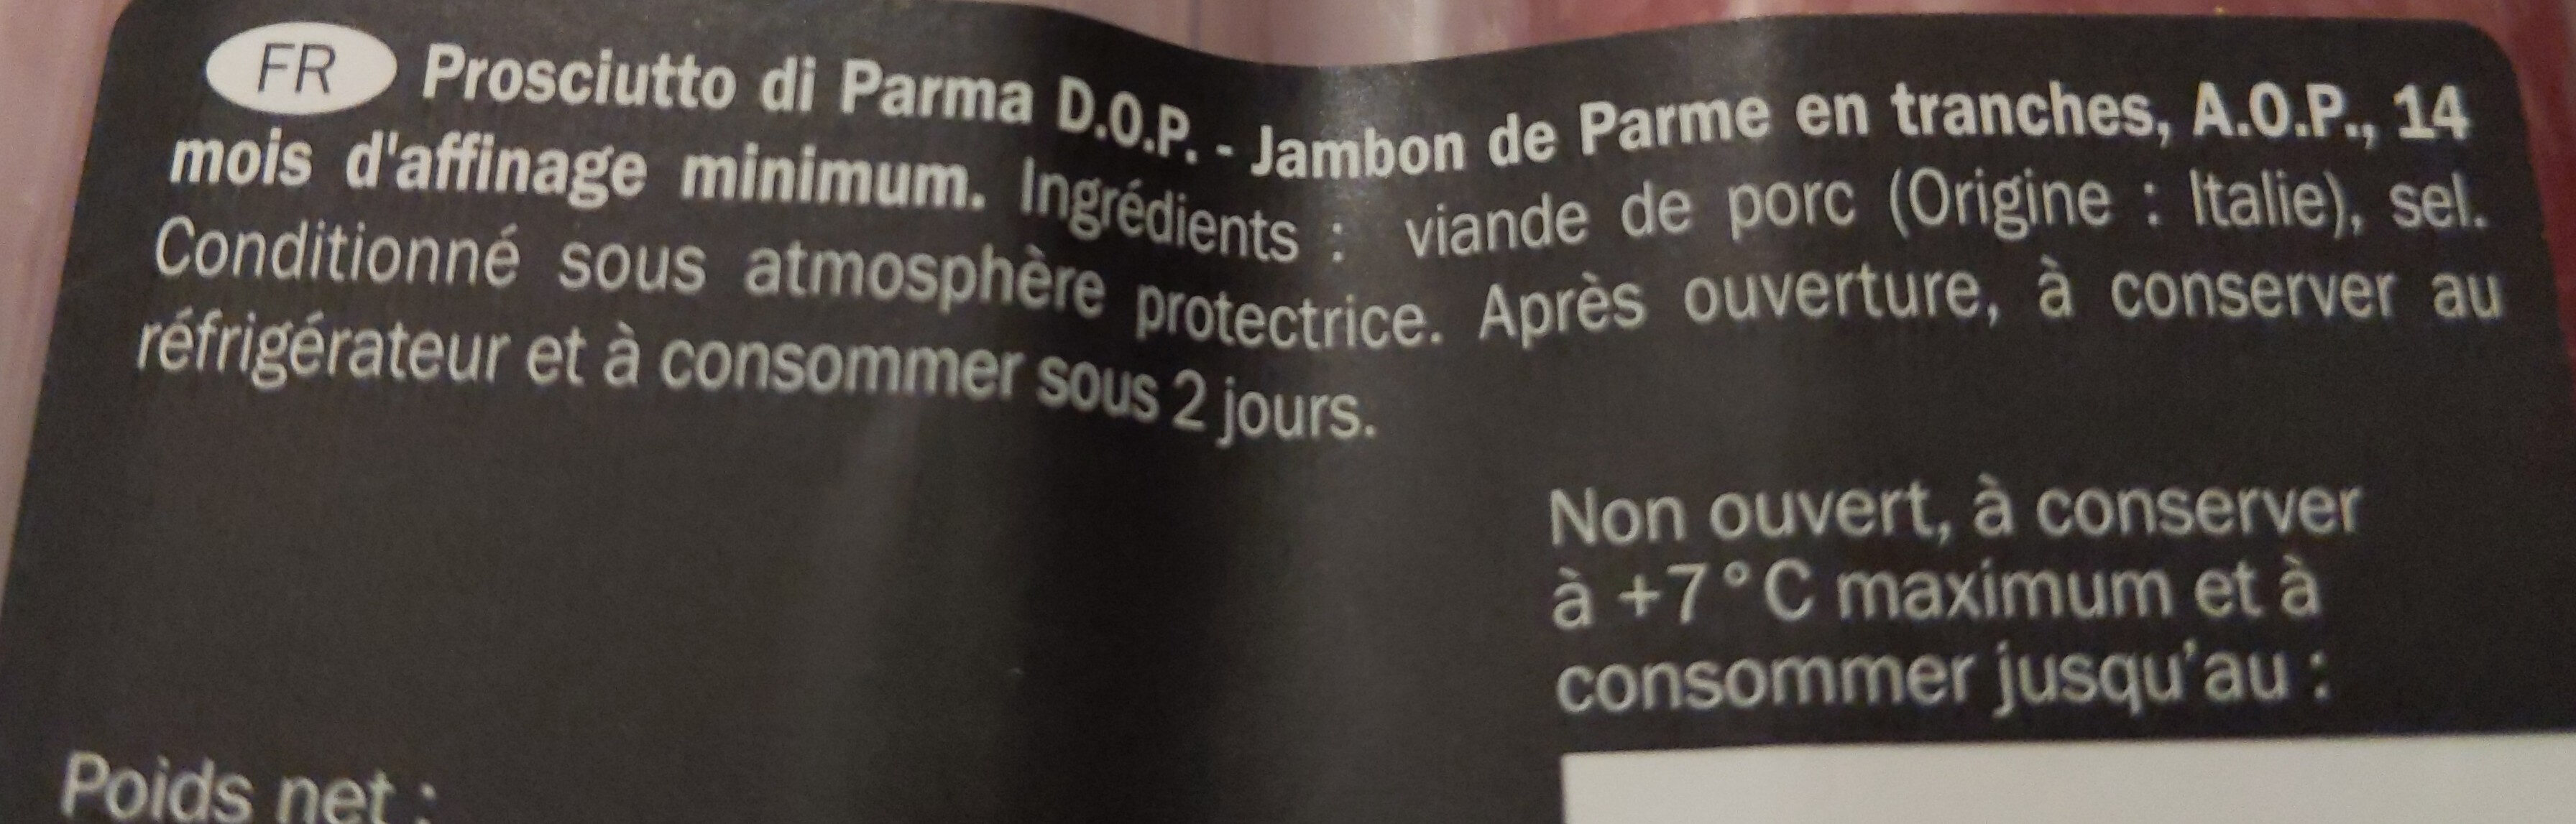 FR Prosciutto di Parma D.O.P. - Jambon de Parme en tranches, A.O.P., 14
mois d'affinage minimum. Ingrédients : viande de porc (Origine : Italie), sel.
Conditionné sous atmosphère protectrice. Après ouverture, à conserver au
réfrigérateur et à consommer sous 2 jours.
Non ouvert, à conserver
à +7°C maximum et à
consommer jusqu'au :
Poids net :